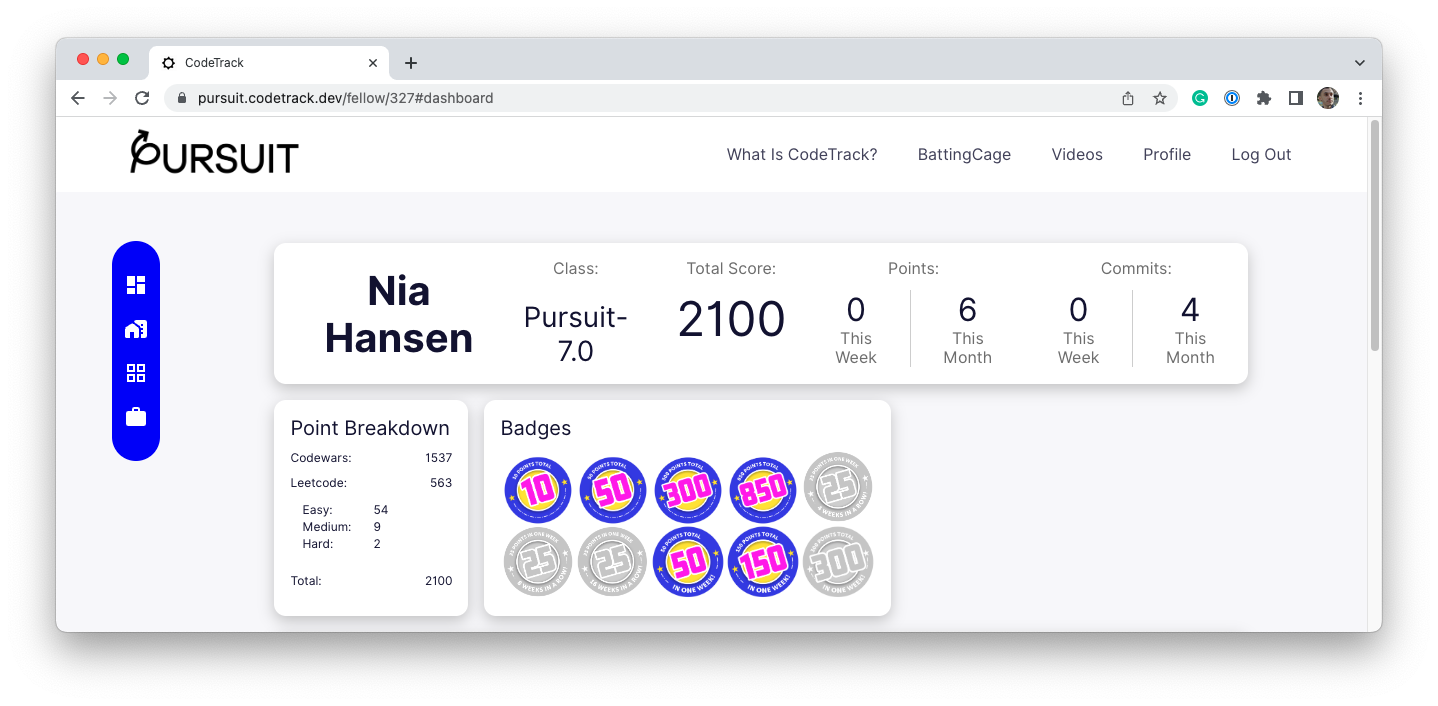 CodeTrack
pursuit.codetrack.dev/fellow/327#dashboard
PURSUIT
What Is CodeTrack? BattingCage Videos Profile Log Out
Nia
Hansen
Class:
Pursuit-
7.0
Total Score:
2100
Points:
0
This
Week
6
This
Month
Commits:
0
This
Week
4
This
Month
Point Breakdown
Codewars: 1537
Leetcode: 563
Easy: 54
Medium: 9
Hard: 2
Total: 2100
Badges
POINTS TOTAL
10
50 POINTS TOTAL
50
POINTS TOTAL
300
POINTS TOTAL
850
25 POINTS IN ONE WEEK
25
4 WEEKS IN A ROW!
25 POINTS IN ONE WEEK
25
8 WEEKS IN A ROW!
25 POINTS IN ONE WEEK
25
WEEKS IN A ROW!
50 POINTS TOTAL
50
IN ONE WEEK!
150 POINTS TOTAL
150
IN ONE WEEK!
POINTS TOTAL
300
IN ONE WEEK!